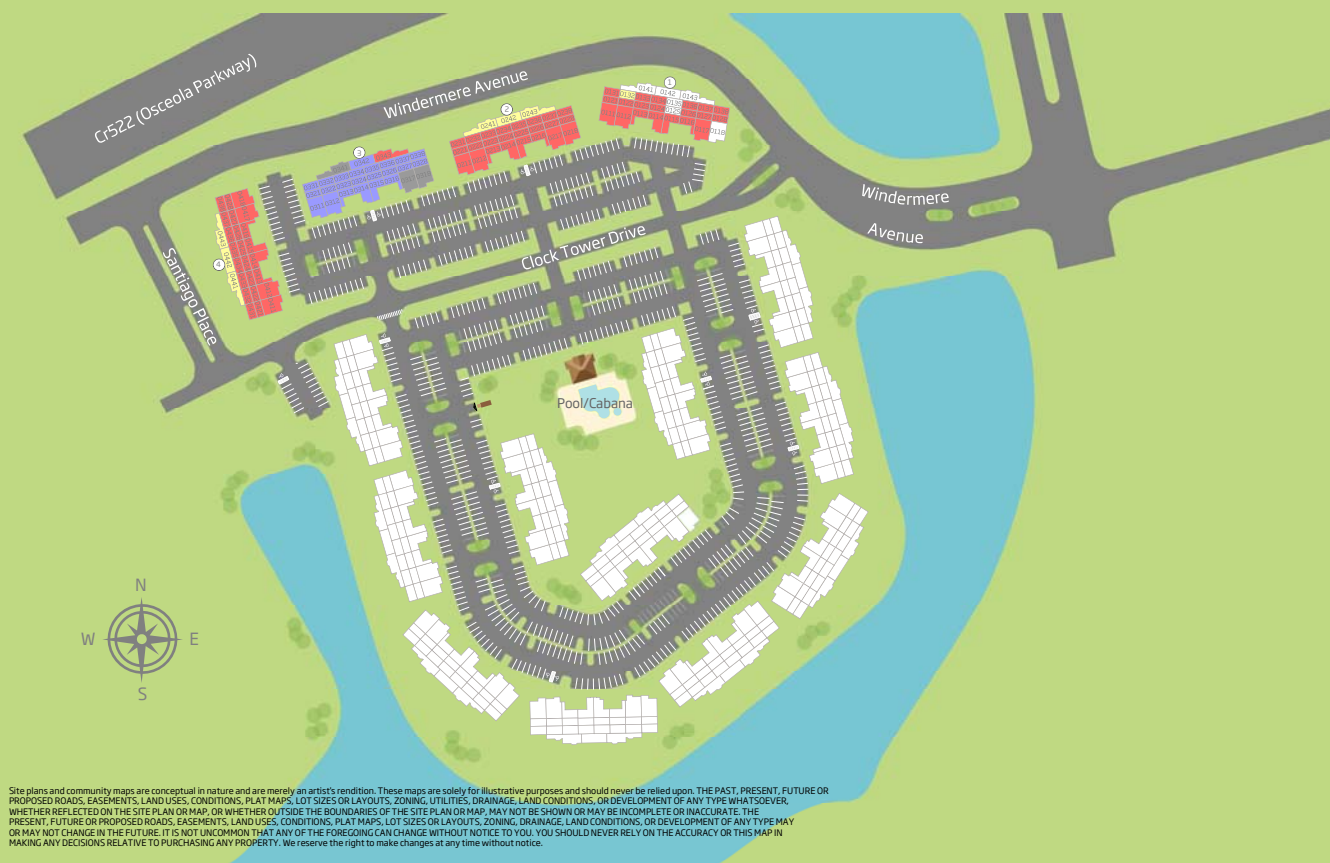 Cr522 (Osceola Parkway)
Windermere Avenue
1
0141 0142 0143
0132
0135
0125
0118
2
0241 0242 0243
3
4
0443
0442
0441
Santiago Place
Clock Tower Drive
Windermere
Avenue
Pool/Cabana
N
W E
S
Site plans and community maps are conceptual in nature and are merely an artist's rendition. These maps are solely for illustrative purposes and should never be relied upon. THE PAST, PRESENT, FUTURE OR
PROPOSED ROADS, EASEMENTS, LAND USES, CONDITIONS, PLAT MAPS, LOT SIZES OR LAYOUTS, ZONING, UTILITIES, DRAINAGE, LAND CONDITIONS, OR DEVELOPMENT OF ANY TYPE WHATSOEVER,
WHETHER REFLECTED ON THE SITE PLAN OR MAP, OR WHETHER OUTSIDE THE BOUNDARIES OF THE SITE PLAN OR MAP, MAY NOT BE SHOWN OR MAY BE INCOMPLETE OR INACCURATE. THE
PRESENT, FUTURE OR PROPOSED ROADS, EASEMENTS, LAND USES, CONDITIONS, PLAT MAPS, LOT SIZES OR LAYOUTS, ZONING, DRAINAGE, LAND CONDITIONS, OR DEVELOPMENT OF ANY TYPE MAY
OR MAY NOT CHANGE IN THE FUTURE. IT IS NOT UNCOMMON THAT ANY OF THE FOREGOING CAN CHANGE WITHOUT NOTICE TO YOU. YOU SHOULD NEVER RELY ON THE ACCURACY OR THIS MAP IN
MAKING ANY DECISIONS RELATIVE TO PURCHASING ANY PROPERTY. We reserve the right to make changes at any time without notice.